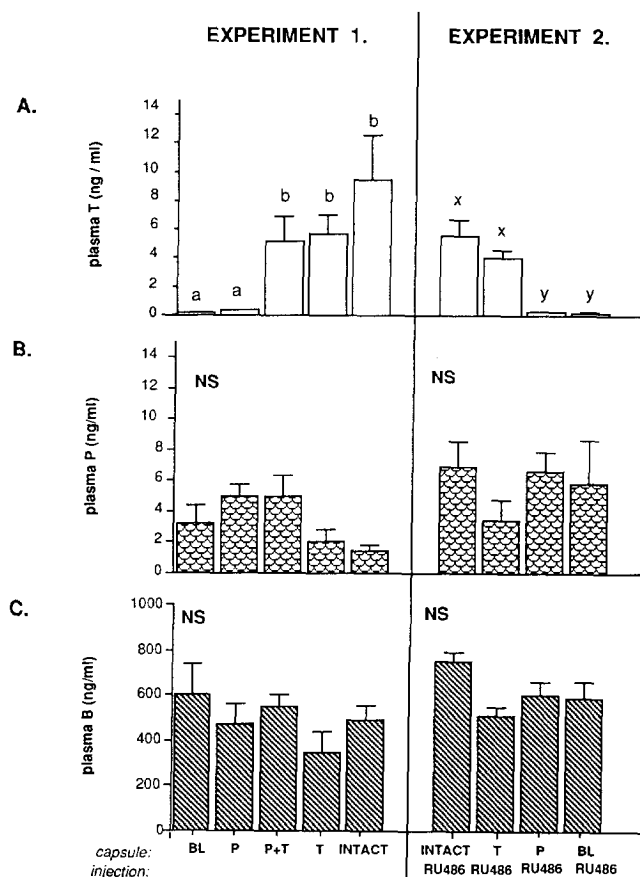 EXPERIMENT 1.
EXPERIMENT 2.
A.
plasma T (ng / ml)
14
12
10
8
6
4
2
0
a
a
b
b
b
x
x
y
y
B.
plasma P (ng/ml)
14
12
10
8
6
4
2
0
NS
NS
C.
plasma B (ng/ml)
1000
800
600
400
200
0
NS
NS
capsule: BL P P+T T INTACT INTACT T P BL
injection: RU486 RU486 RU486 RU486